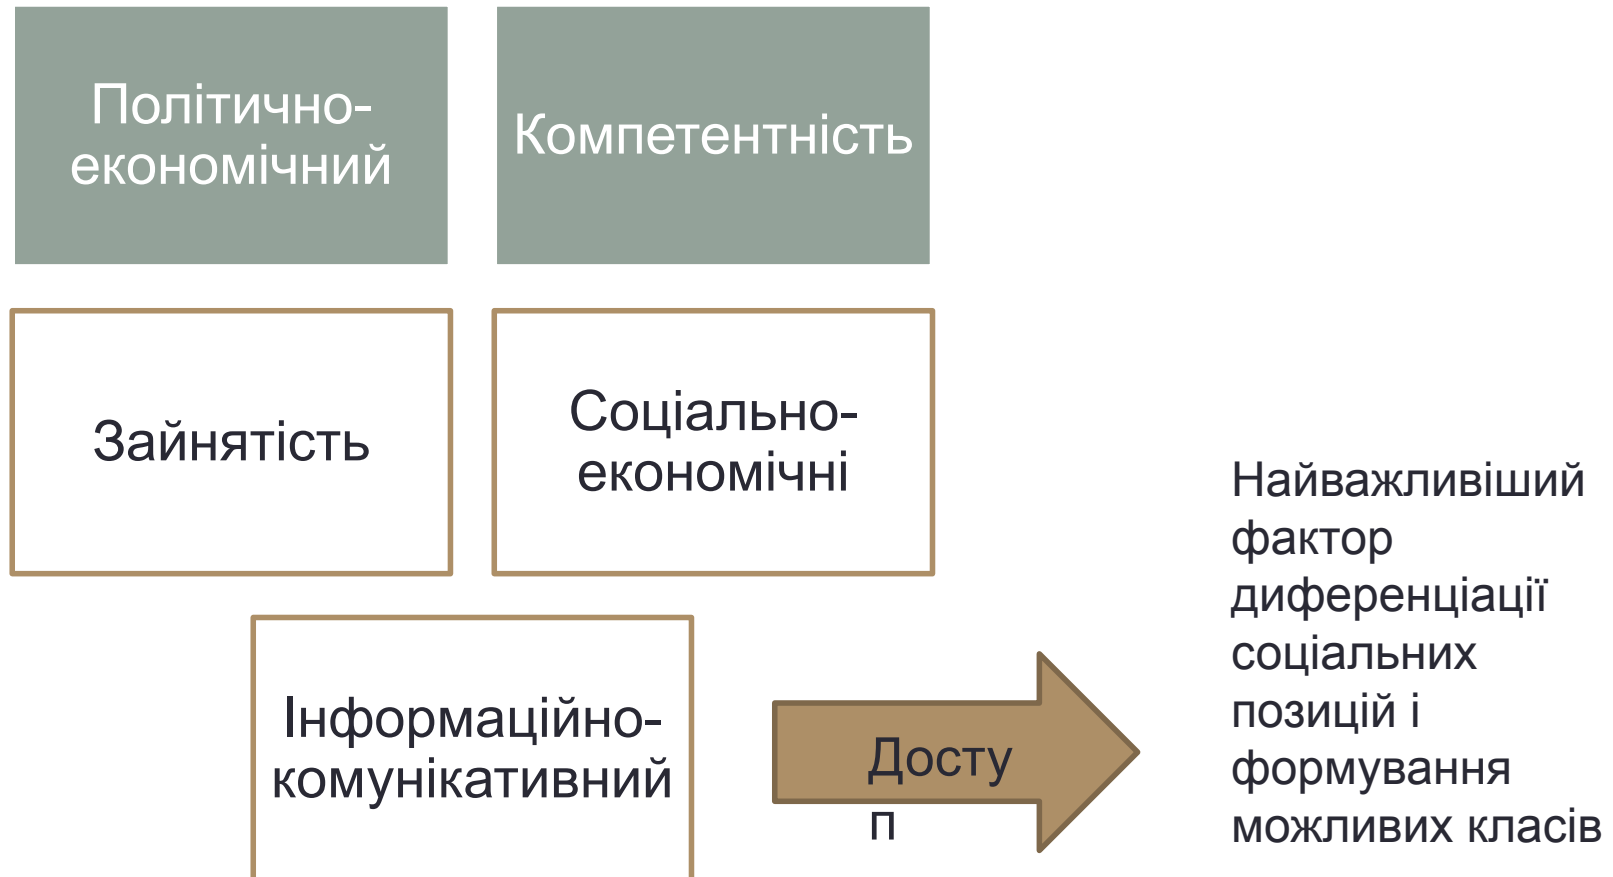 Політично-
економічний
Компетентність
Зайнятість
Соціально-
економічні
Інформаційно-
комунікативний
Досту
п
Найважливіший
фактор
диференціації
соціальних
позицій і
формування
можливих класів